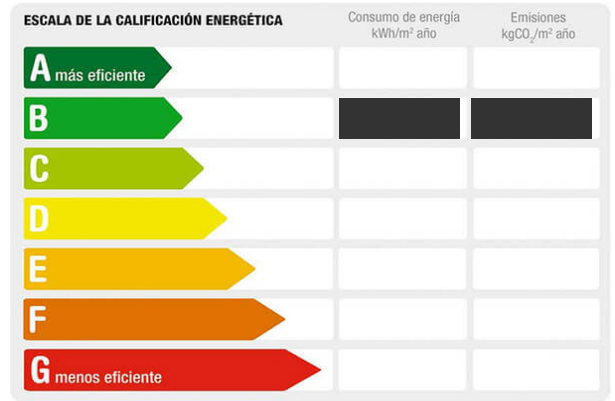 ESCALA DE LA CALIFICACIÓN ENERGÉTICA
Consumo de energía
kWh/m² año
Emisiones
kgCO₂/m² año
A más eficiente
B
C
D
E
F
G menos eficiente